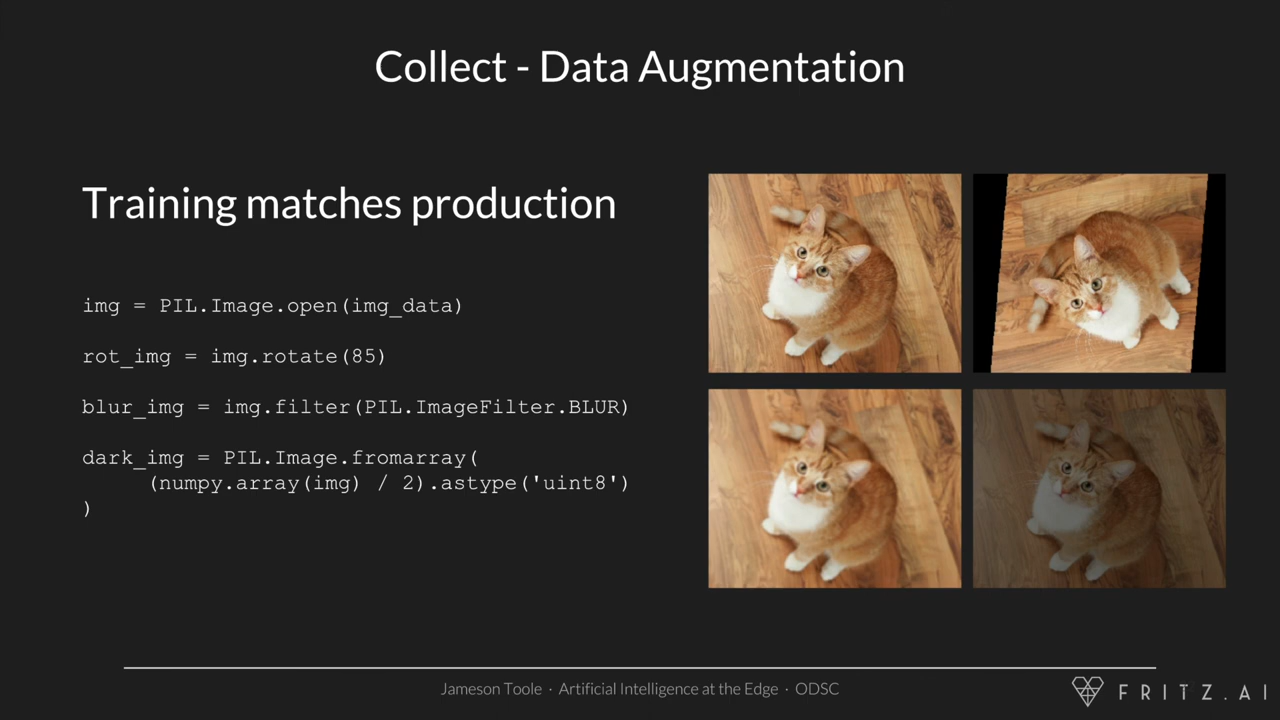 Collect - Data Augmentation
Training matches production
img = PIL.Image.open(img_data)
rot_img = img.rotate(85)
blur_img = img.filter(PIL.ImageFilter.BLUR)
dark_img = PIL.Image.fromarray(
(numpy.array(img) / 2).astype('uint8')
)
Jameson Toole · Artificial Intelligence at the Edge · ODSC
FRITZ.AI